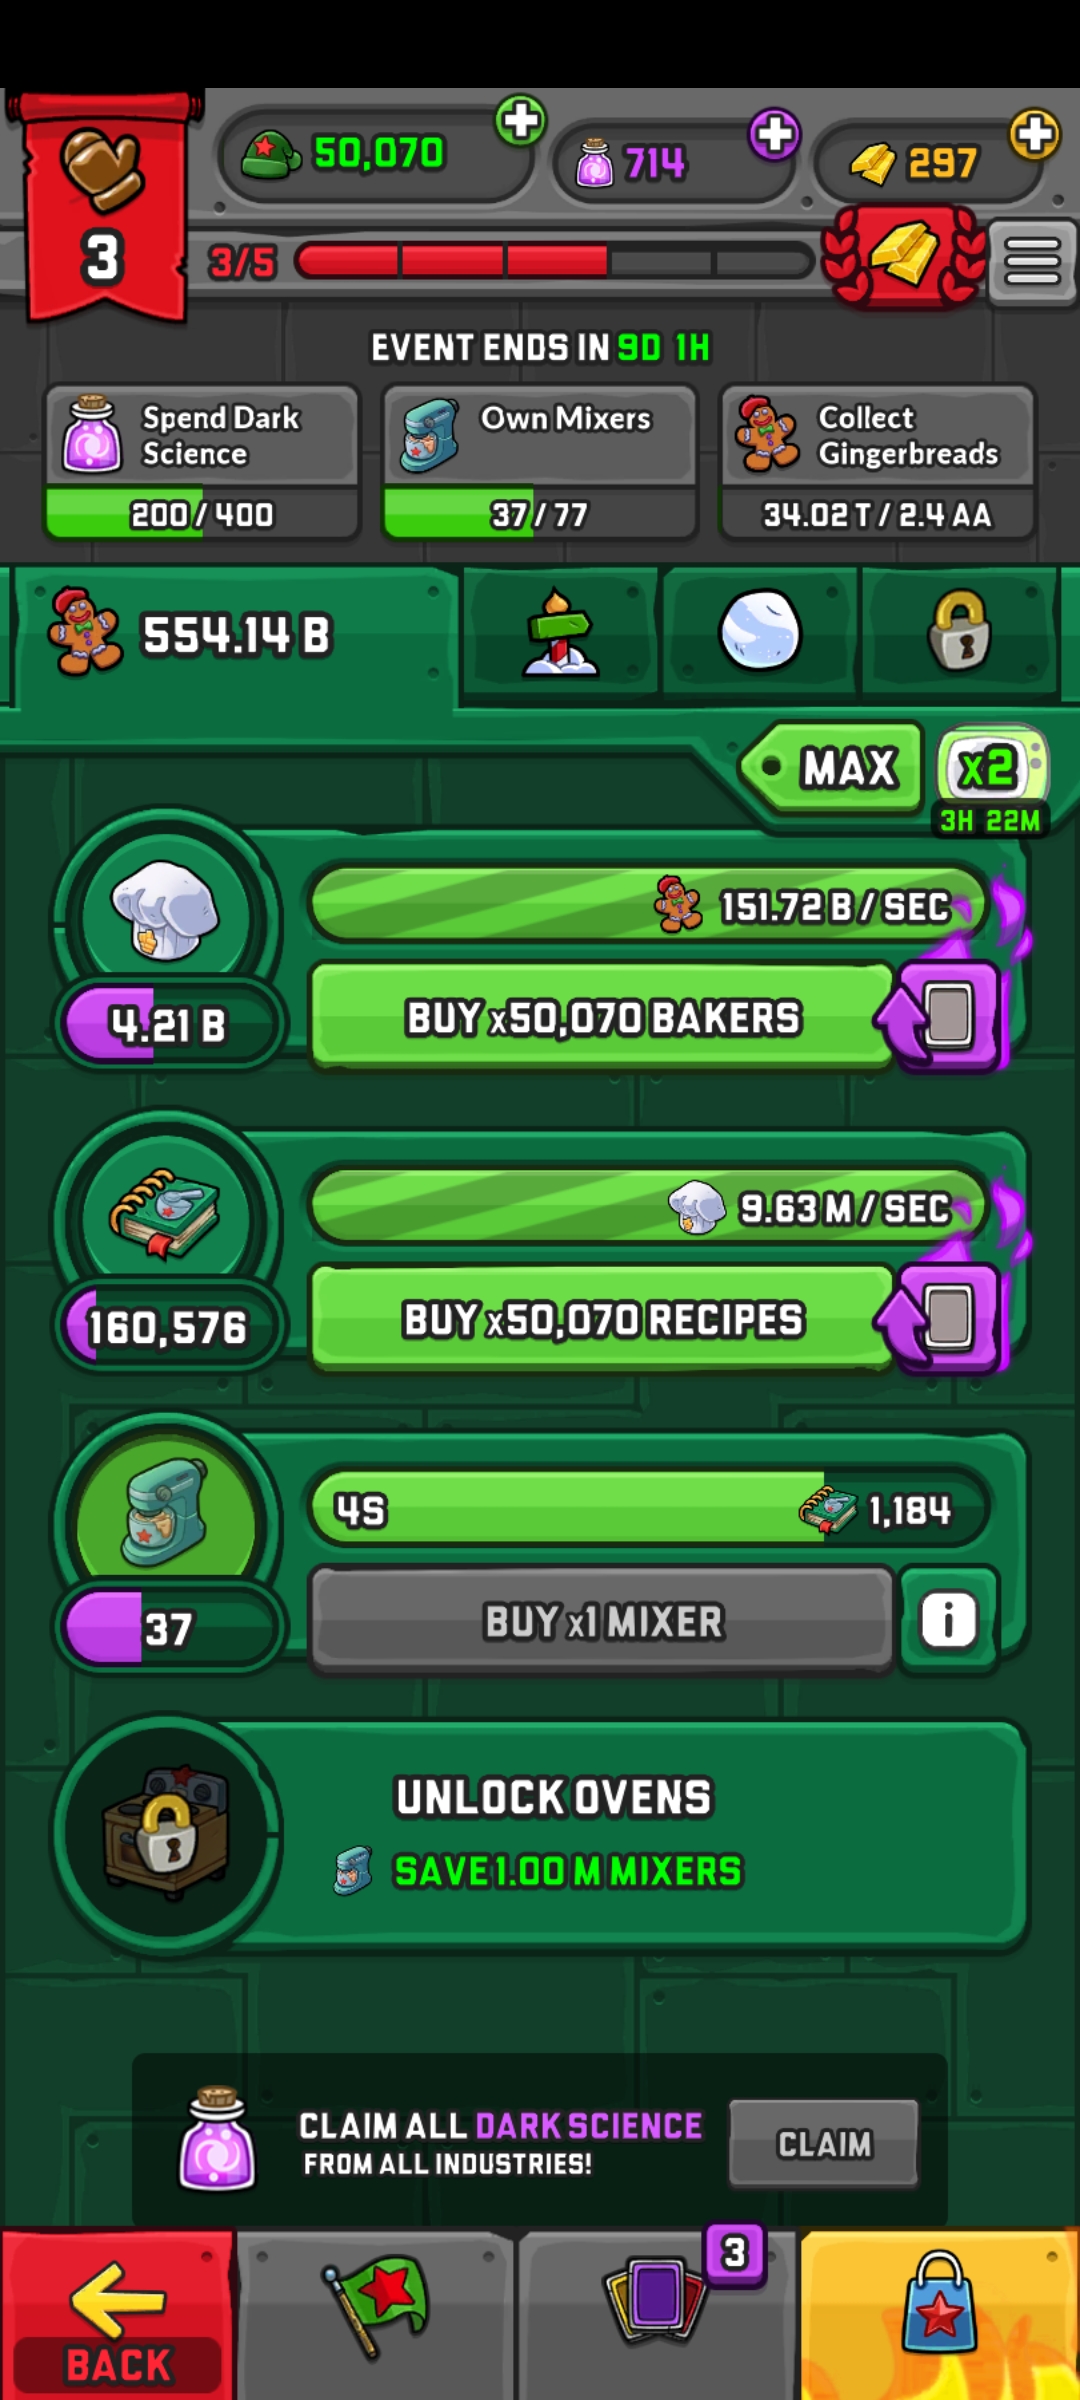 50,070
714
297
3
3/5
EVENT ENDS IN 9D 1H
Spend Dark
Science
200 / 400
Own Mixers
37 / 77
Collect
Gingerbreads
34.02 T / 2.4 AA
554.14 B
MAX
x2
3H 22M
151.72 B / SEC
4.21 B
BUY x50,070 BAKERS
9.63 M / SEC
160,576
BUY x50,070 RECIPES
4S
1,184
37
BUY x1 MIXER
i
UNLOCK OVENS
SAVE 1.00 M MIXERS
CLAIM ALL DARK SCIENCE
FROM ALL INDUSTRIES!
CLAIM
3
BACK